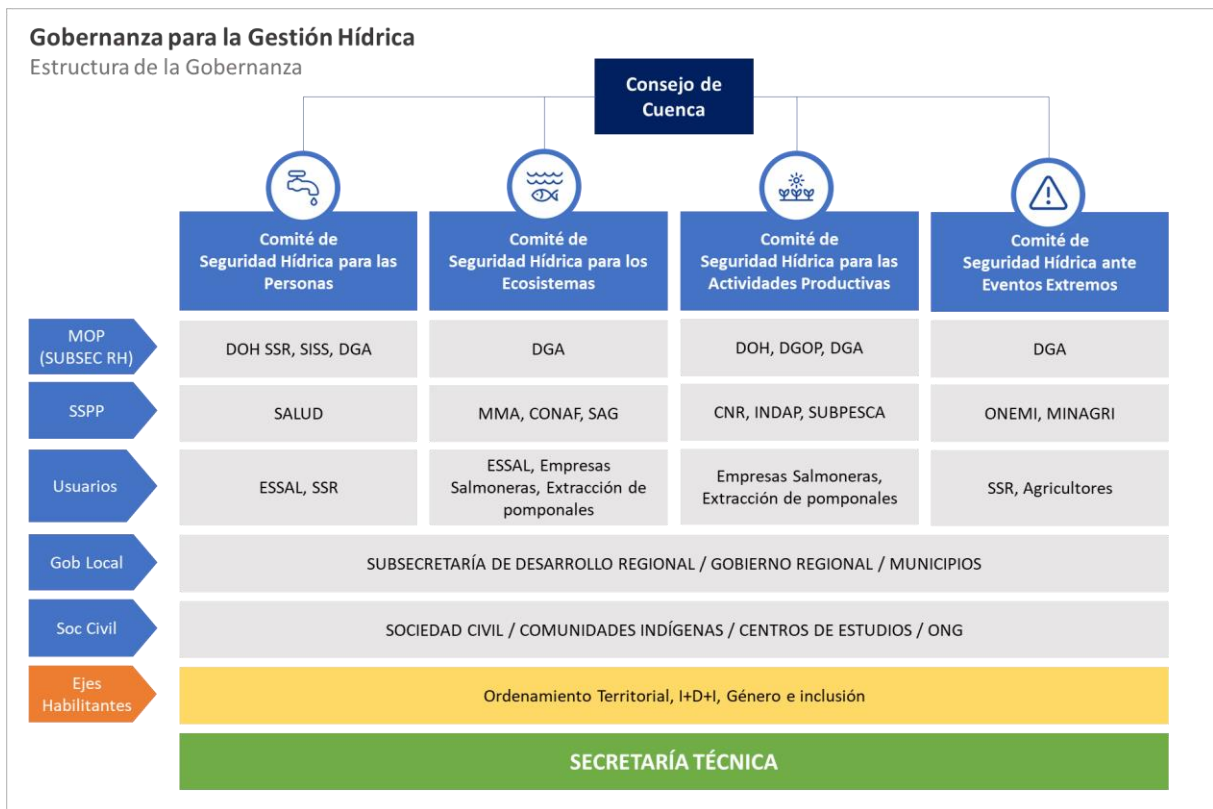 Gobernanza para la Gestión Hídrica
Estructura de la Gobernanza
Consejo de
Cuenca
Comité de
Seguridad Hídrica para las
Personas
Comité de
Seguridad Hídrica para los
Ecosistemas
Comité de
Seguridad Hídrica para las
Actividades Productivas
Comité de
Seguridad Hídrica ante
Eventos Extremos
MOP
(SUBSEC RH)
DOH SSR, SISS, DGA
DGA
DOH, DGOP, DGA
DGA
SSPP
SALUD
MMA, CONAF, SAG
CNR, INDAP, SUBPESCA
ONEMI, MINAGRI
Usuarios
ESSAL, SSR
ESSAL, Empresas
Salmoneras, Extracción de
pomponales
Empresas Salmoneras,
Extracción de pomponales
SSR, Agricultores
Gob Local
SUBSECRETARÍA DE DESARROLLO REGIONAL / GOBIERNO REGIONAL / MUNICIPIOS
Soc Civil
SOCIEDAD CIVIL / COMUNIDADES INDÍGENAS / CENTROS DE ESTUDIOS / ONG
Ejes
Habilitantes
Ordenamiento Territorial, I+D+I, Género e inclusión
SECRETARÍA TÉCNICA